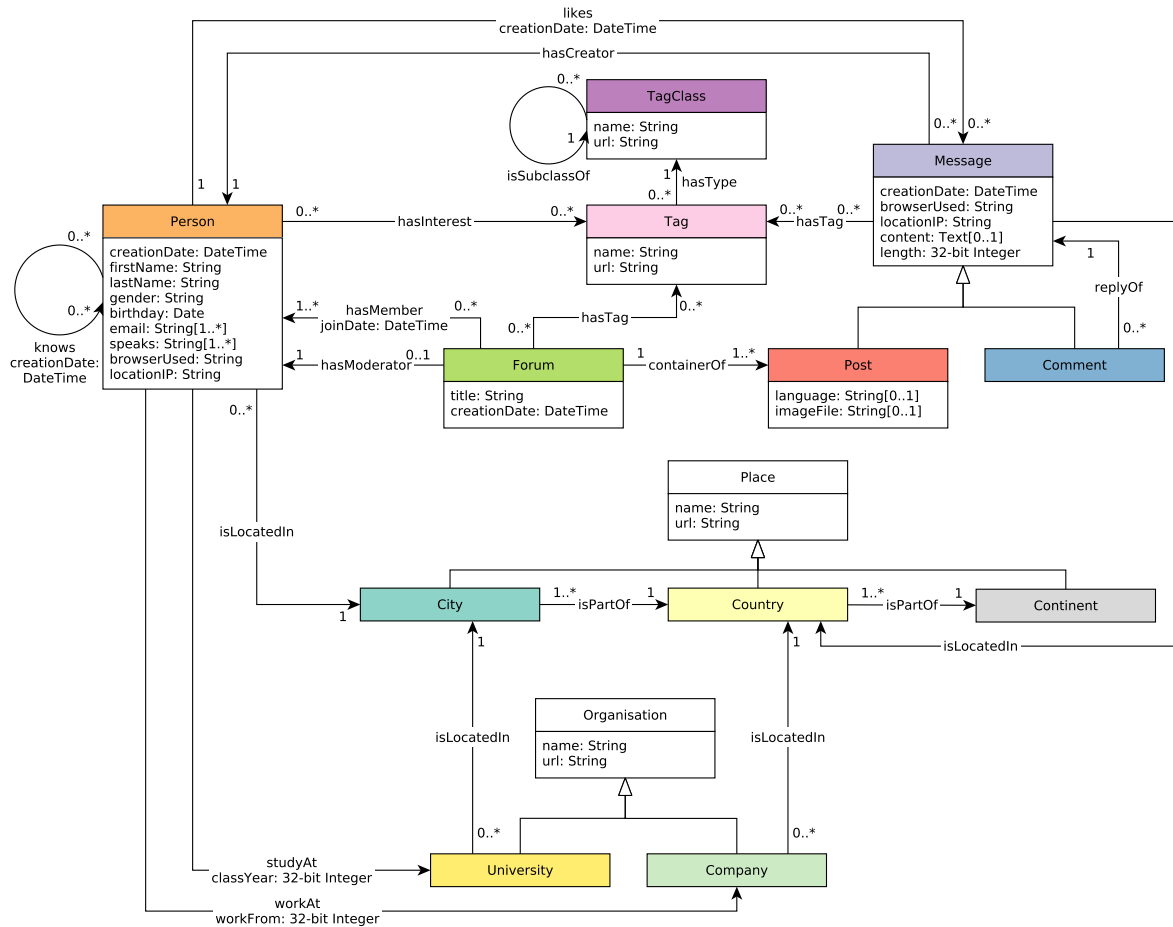 likes
creationDate: DateTime
hasCreator
0..*
TagClass
name: String
url: String
1
isSubclassOf
0..*
0..*
Message
creationDate: DateTime
browserUsed: String
locationIP: String
content: Text[0..1]
length: 32-bit Integer
1
hasType
0..*
1
1
Person
creationDate: DateTime
firstName: String
lastName: String
gender: String
birthday: Date
email: String[1..*]
speaks: String[1..*]
browserUsed: String
locationIP: String
0..*
hasInterest
0..*
Tag
name: String
url: String
0..*
hasTag
0..*
0..*
0..*
knows
creationDate:
DateTime
1
replyOf
0..*
1..*
hasMember
joinDate: DateTime
0..*
0..*
hasTag
0..*
1
hasModerator
0..1
Forum
title: String
creationDate: DateTime
1
containerOf
1..*
Post
language: String[0..1]
imageFile: String[0..1]
Comment
0..*
isLocatedIn
1
Place
name: String
url: String
City
1..*
isPartOf
1
Country
1..*
isPartOf
1
Continent
1
1
isLocatedIn
isLocatedIn
Organisation
name: String
url: String
isLocatedIn
0..*
0..*
University
Company
studyAt
classYear: 32-bit Integer
workAt
workFrom: 32-bit Integer